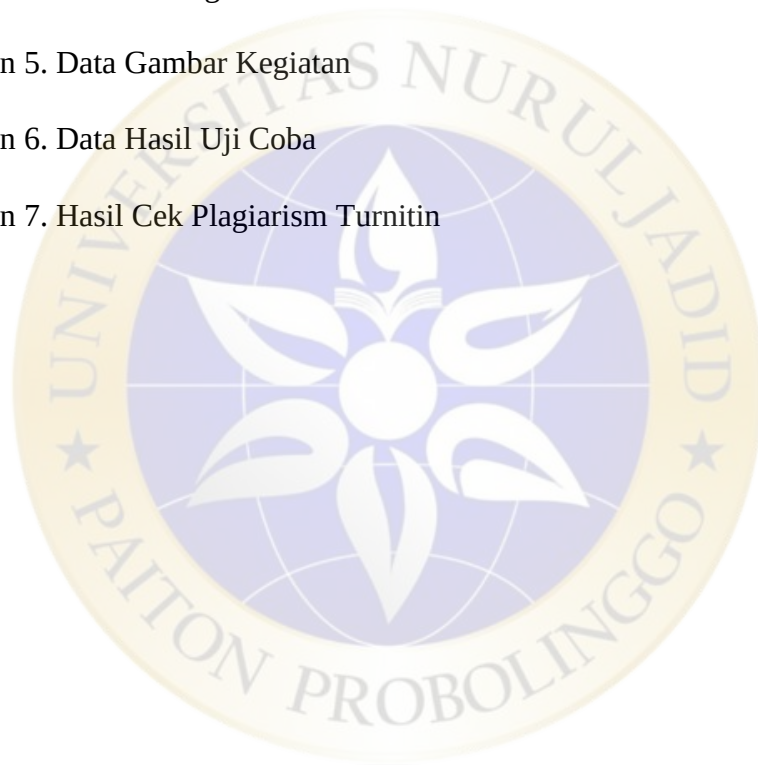 n 5. Data Gambar Kegiatan
n 6. Data Hasil Uji Coba
n 7. Hasil Cek Plagiarism Turnitin
UNIVERSITAS NURUL JADID
★ PAITON PROBOLINGGO ★